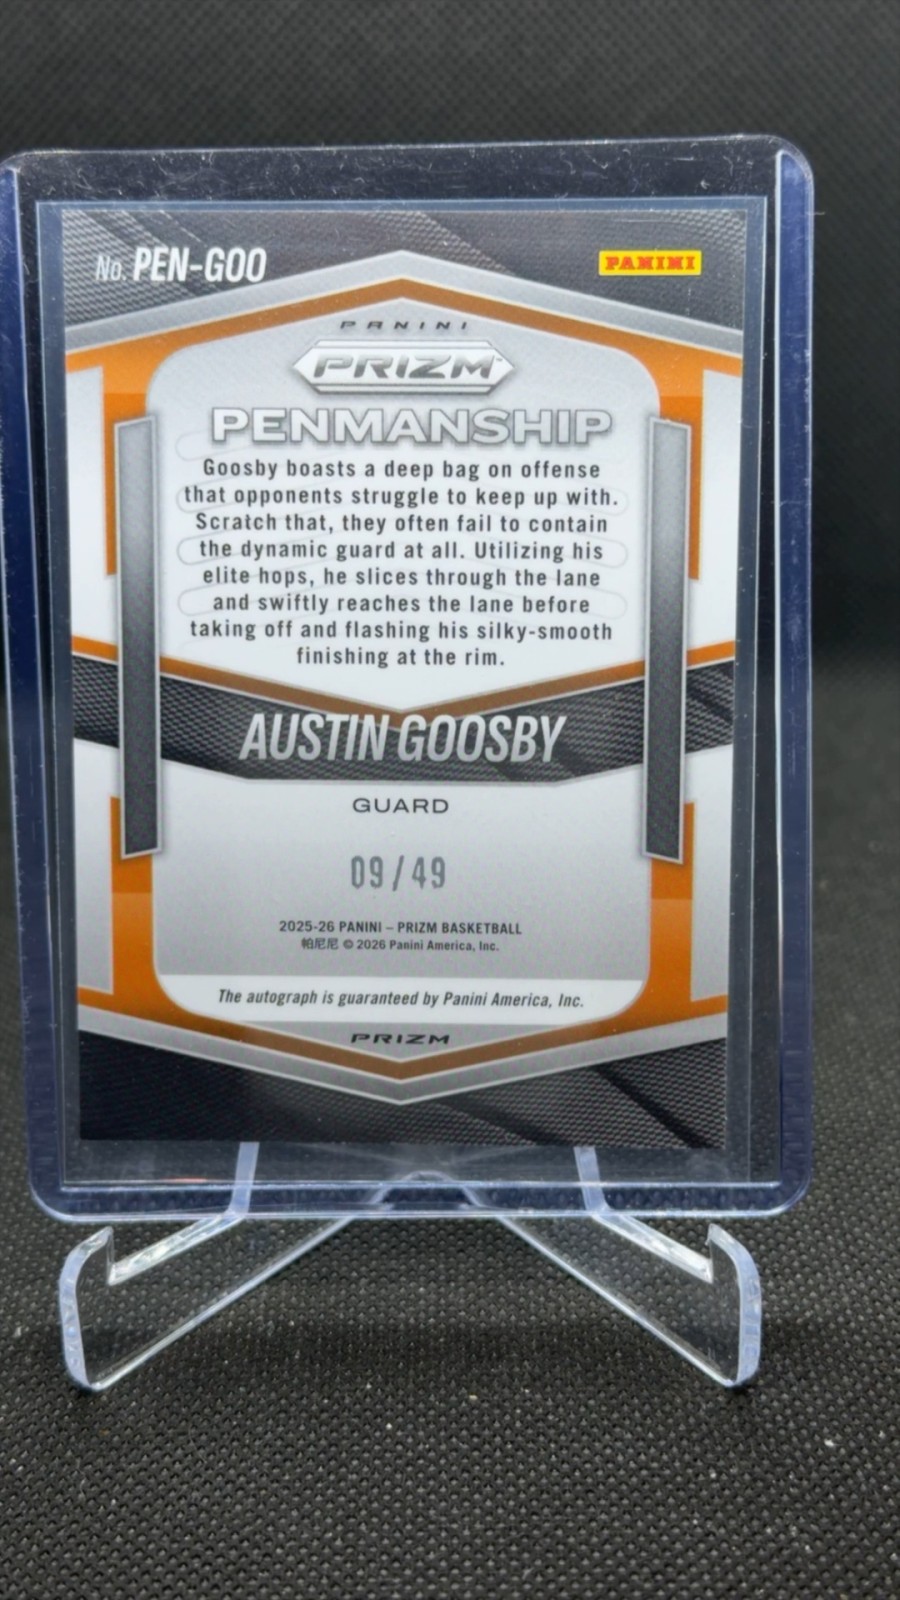 No. PEN-GOO
PANINI
PANINI
PRIZM
PENMANSHIP
Goosby boasts a deep bag on offense
that opponents struggle to keep up with.
Scratch that, they often fail to contain
the dynamic guard at all. Utilizing his
elite hops, he slices through the lane
and swiftly reaches the lane before
taking off and flashing his silky-smooth
finishing at the rim.
AUSTIN GOOSBY
GUARD
09/49
2025-26 PANINI – PRIZM BASKETBALL
帕尼尼 © 2026 Panini America, Inc.
The autograph is guaranteed by Panini America, Inc.
PRIZM